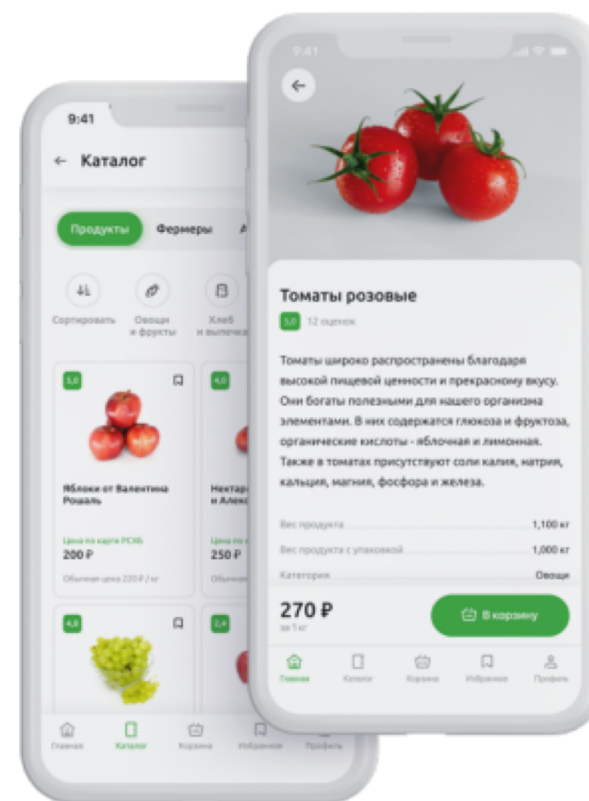 9:41
← Каталог
Продукты
Фермеры
А
Сортировать
Овощи
и фрукты
Хлеб
и выпечка
5,0
4,0
Яблоки от Валентина
Рошаль
Нектар
и Алекс
Цена по карте РСХБ
200 ₽
Обычная цена 220 ₽ / кг
Цена по
250 ₽
Обычная
4,8
2,4
Главная
Каталог
Корзина
Избранное
Профиль
9:41
Томаты розовые
5,0 12 оценок
Томаты широко распространены благодаря
высокой пищевой ценности и прекрасному вкусу.
Они богаты полезными для нашего организма
элементами. В них содержатся глюкоза и фруктоза,
органические кислоты - яблочная и лимонная.
Также в томатах присутствуют соли калия, натрия,
кальция, магния, фосфора и железа.
Вес продукта 1,100 кг
Вес продукта с упаковкой 1,000 кг
Категория Овощи
270 ₽
за 1 кг
В корзину
Главная
Каталог
Корзина
Избранное
Профиль